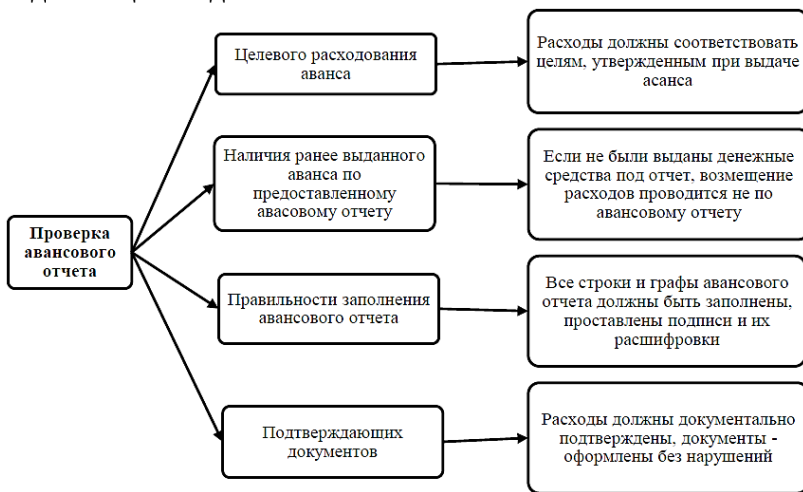 Целевого расходования
аванса
Расходы должны соответствовать
целям, утвержденным при выдаче
асанса
Наличия ранее выданного
аванса по
предоставленному
авасовому отчету
Если не были выданы денежные
средства под отчет, возмещение
расходов проводится не по
авансовому отчету
Проверка
авансового
отчета
Правильности заполнения
авансового отчета
Все строки и графы авансового
отчета должны быть заполнены,
проставлены подписи и их
расшифровки
Подтверждающих
документов
Расходы должны документально
подтверждены, документы -
оформлены без нарушений